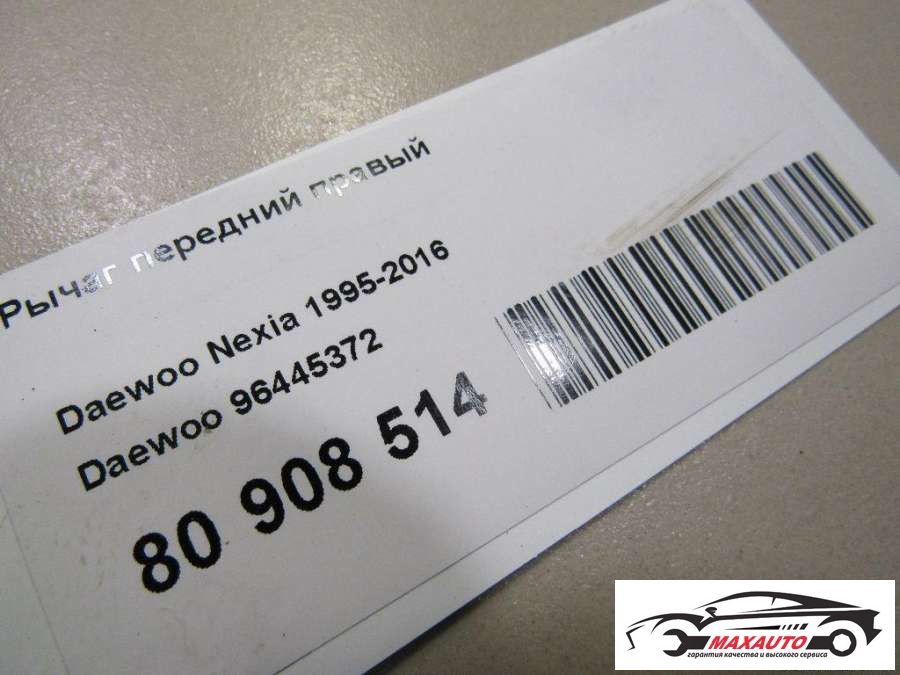 Рычаг передний правый
Daewoo Nexia 1995-2016
Daewoo 96445372
80 908 514
MAXAUTO
гарантия качества и высокого сервиса